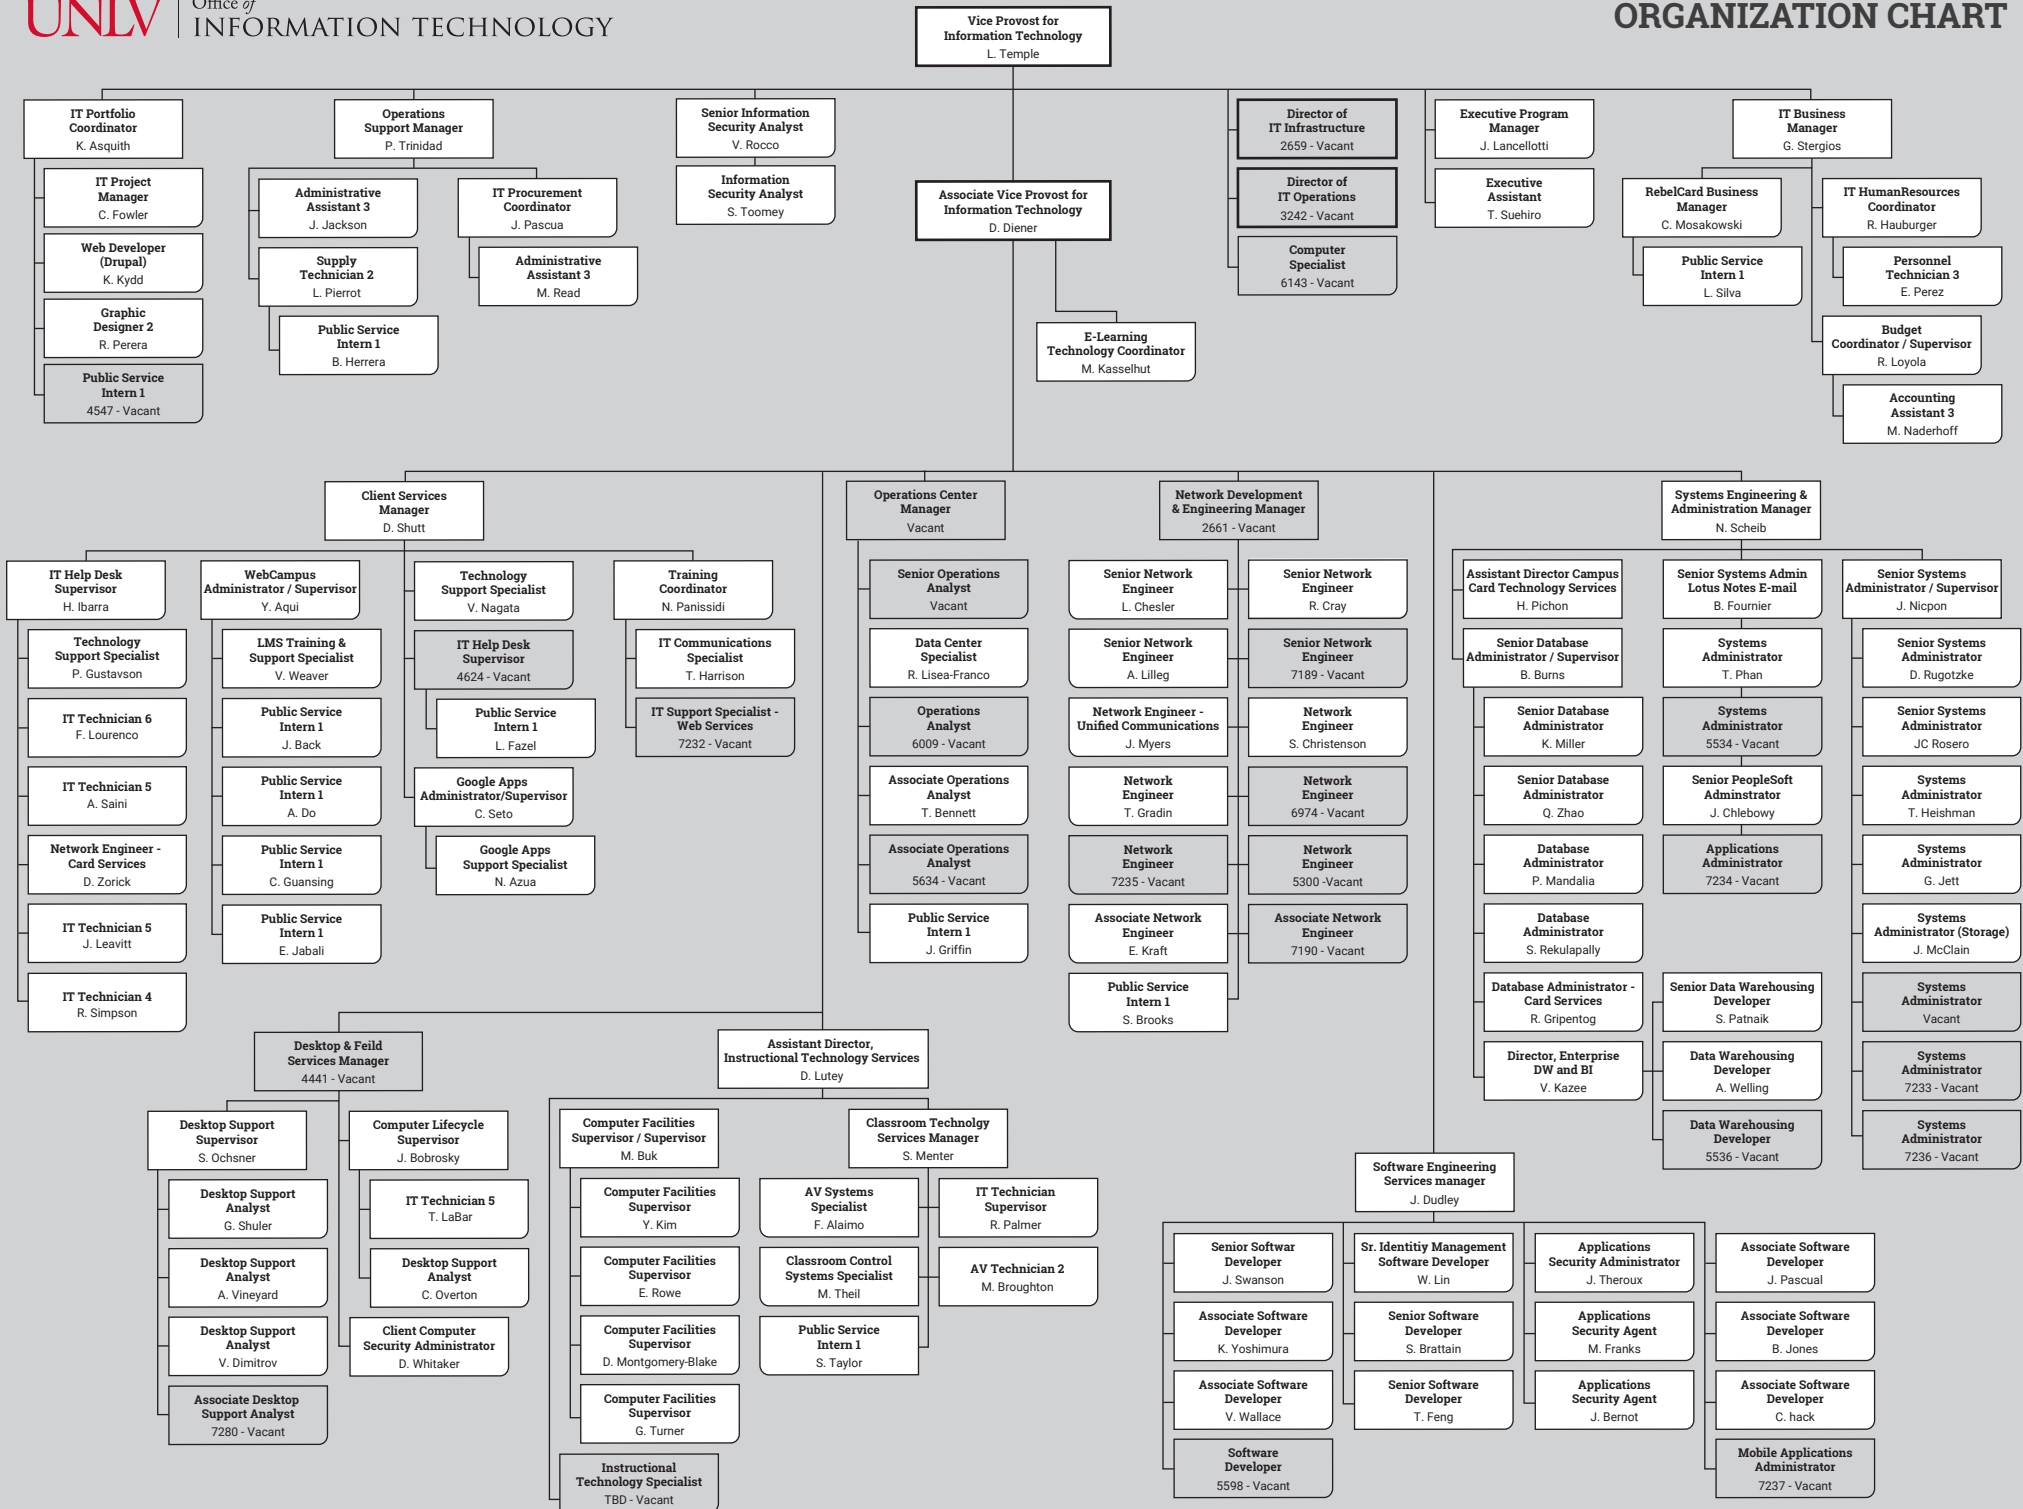 UNLV
Office of
INFORMATION TECHNOLOGY
ORGANIZATION CHART
Vice Provost for
Information Technology
L. Temple
IT Portfolio
Coordinator
K. Asquith
IT Project
Manager
C. Fowler
Web Developer
(Drupal)
K. Kydd
Graphic
Designer 2
R. Perera
Public Service
Intern 1
4547 - Vacant
Operations
Support Manager
P. Trinidad
Administrative
Assistant 3
J. Jackson
Supply
Technician 2
L. Pierrot
Public Service
Intern 1
B. Herrera
IT Procurement
Coordinator
J. Pascua
Administrative
Assistant 3
M. Read
Senior Information
Security Analyst
V. Rocco
Information
Security Analyst
S. Toomey
Associate Vice Provost for
Information Technology
D. Diener
E-Learning
Technology Coordinator
M. Kasselhut
Director of
IT Infrastructure
2659 - Vacant
Director of
IT Operations
3242 - Vacant
Computer
Specialist
6143 - Vacant
Executive Program
Manager
J. Lancellotti
Executive
Assistant
T. Suehiro
IT Business
Manager
G. Stergios
RebelCard Business
Manager
C. Mosakowski
Public Service
Intern 1
L. Silva
IT HumanResources
Coordinator
R. Hauburger
Personnel
Technician 3
E. Perez
Budget
Coordinator / Supervisor
R. Loyola
Accounting
Assistant 3
M. Naderhoff
Client Services
Manager
D. Shutt
IT Help Desk
Supervisor
H. Ibarra
Technology
Support Specialist
P. Gustavson
IT Technician 6
F. Lourenco
IT Technician 5
A. Saini
Network Engineer -
Card Services
D. Zorick
IT Technician 5
J. Leavitt
IT Technician 4
R. Simpson
WebCampus
Administrator / Supervisor
Y. Aqui
LMS Training &
Support Specialist
V. Weaver
Public Service
Intern 1
J. Back
Public Service
Intern 1
A. Do
Public Service
Intern 1
C. Guansing
Public Service
Intern 1
E. Jabali
Technology
Support Specialist
V. Nagata
IT Help Desk
Supervisor
4624 - Vacant
Public Service
Intern 1
L. Fazel
Google Apps
Administrator/Supervisor
C. Seto
Google Apps
Support Specialist
N. Azua
Training
Coordinator
N. Panissidi
IT Communications
Specialist
T. Harrison
IT Support Specialist -
Web Services
7232 - Vacant
Operations Center
Manager
Vacant
Senior Operations
Analyst
Vacant
Data Center
Specialist
R. Lisea-Franco
Operations
Analyst
6009 - Vacant
Associate Operations
Analyst
T. Bennett
Associate Operations
Analyst
5634 - Vacant
Public Service
Intern 1
J. Griffin
Network Development
& Engineering Manager
2661 - Vacant
Senior Network
Engineer
L. Chesler
Senior Network
Engineer
R. Cray
Senior Network
Engineer
A. Lilleg
Senior Network
Engineer
7189 - Vacant
Network Engineer -
Unified Communications
J. Myers
Network
Engineer
S. Christenson
Network
Engineer
T. Gradin
Network
Engineer
6974 - Vacant
Network
Engineer
7235 - Vacant
Network
Engineer
5300 -Vacant
Associate Network
Engineer
E. Kraft
Associate Network
Engineer
7190 - Vacant
Public Service
Intern 1
S. Brooks
Systems Engineering &
Administration Manager
N. Scheib
Assistant Director Campus
Card Technology Services
H. Pichon
Senior Database
Administrator / Supervisor
B. Burns
Senior Database
Administrator
K. Miller
Senior Database
Administrator
Q. Zhao
Database
Administrator
P. Mandalia
Database
Administrator
S. Rekulapally
Database Administrator -
Card Services
R. Gripentog
Director, Enterprise
DW and BI
V. Kazee
Senior Systems Admin
Lotus Notes E-mail
B. Fournier
Systems
Administrator
T. Phan
Systems
Administrator
5534 - Vacant
Senior PeopleSoft
Adminstrator
J. Chlebowy
Applications
Administrator
7234 - Vacant
Senior Data Warehousing
Developer
S. Patnaik
Data Warehousing
Developer
A. Welling
Data Warehousing
Developer
5536 - Vacant
Senior Systems
Administrator / Supervisor
J. Nicpon
Senior Systems
Administrator
D. Rugotzke
Senior Systems
Administrator
JC Rosero
Systems
Administrator
T. Heishman
Systems
Administrator
G. Jett
Systems
Administrator (Storage)
J. McClain
Systems
Administrator
Vacant
Systems
Administrator
7233 - Vacant
Systems
Administrator
7236 - Vacant
Desktop & Feild
Services Manager
4441 - Vacant
Desktop Support
Supervisor
S. Ochsner
Desktop Support
Analyst
G. Shuler
Desktop Support
Analyst
A. Vineyard
Desktop Support
Analyst
V. Dimitrov
Associate Desktop
Support Analyst
7280 - Vacant
Computer Lifecycle
Supervisor
J. Bobrosky
IT Technician 5
T. LaBar
Desktop Support
Analyst
C. Overton
Client Computer
Security Administrator
D. Whitaker
Assistant Director,
Instructional Technology Services
D. Lutey
Computer Facilities
Supervisor / Supervisor
M. Buk
Computer Facilities
Supervisor
Y. Kim
Computer Facilities
Supervisor
E. Rowe
Computer Facilities
Supervisor
D. Montgomery-Blake
Computer Facilities
Supervisor
G. Turner
Instructional
Technology Specialist
TBD - Vacant
Classroom Technolgy
Services Manager
S. Menter
AV Systems
Specialist
F. Alaimo
IT Technician
Supervisor
R. Palmer
Classroom Control
Systems Specialist
M. Theil
AV Technician 2
M. Broughton
Public Service
Intern 1
S. Taylor
Software Engineering
Services manager
J. Dudley
Senior Softwar
Developer
J. Swanson
Associate Software
Developer
K. Yoshimura
Associate Software
Developer
V. Wallace
Software
Developer
5598 - Vacant
Sr. Identitiy Management
Software Developer
W. Lin
Senior Software
Developer
S. Brattain
Senior Software
Developer
T. Feng
Applications
Security Administrator
J. Theroux
Applications
Security Agent
M. Franks
Applications
Security Agent
J. Bernot
Associate Software
Developer
J. Pascual
Associate Software
Developer
B. Jones
Associate Software
Developer
C. hack
Mobile Applications
Administrator
7237 - Vacant